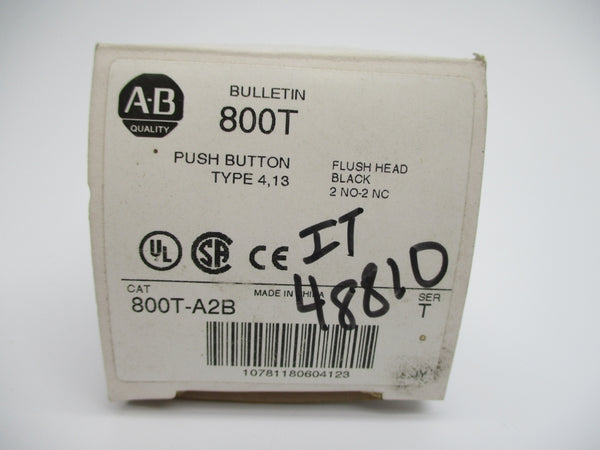 A-B
QUALITY
BULLETIN
800T
PUSH BUTTON
TYPE 4,13
FLUSH HEAD
BLACK
2 NO-2 NC
UL
SA
CE
IT
48810
CAT
800T-A2B
MADE IN CHINA
SER
T
10781180604123